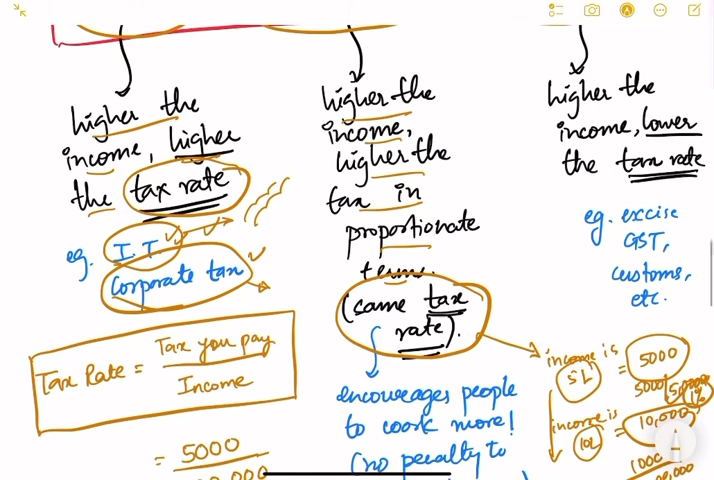 higher the
income, higher
the tax rate
eg. I.T.
Corporate tax
Tax Rate = Tax you pay
Income
= 5000
higher the
income,
higher the
tax in
proportionate
terms.
(same tax
rate).
encourages people
to work more!
(no penalty to
higher the
income, lower
the tax rate
eg. excise
GST,
customs,
etc.
income is
5L = 5000
5000
1%
income is
10L = 10,000
A